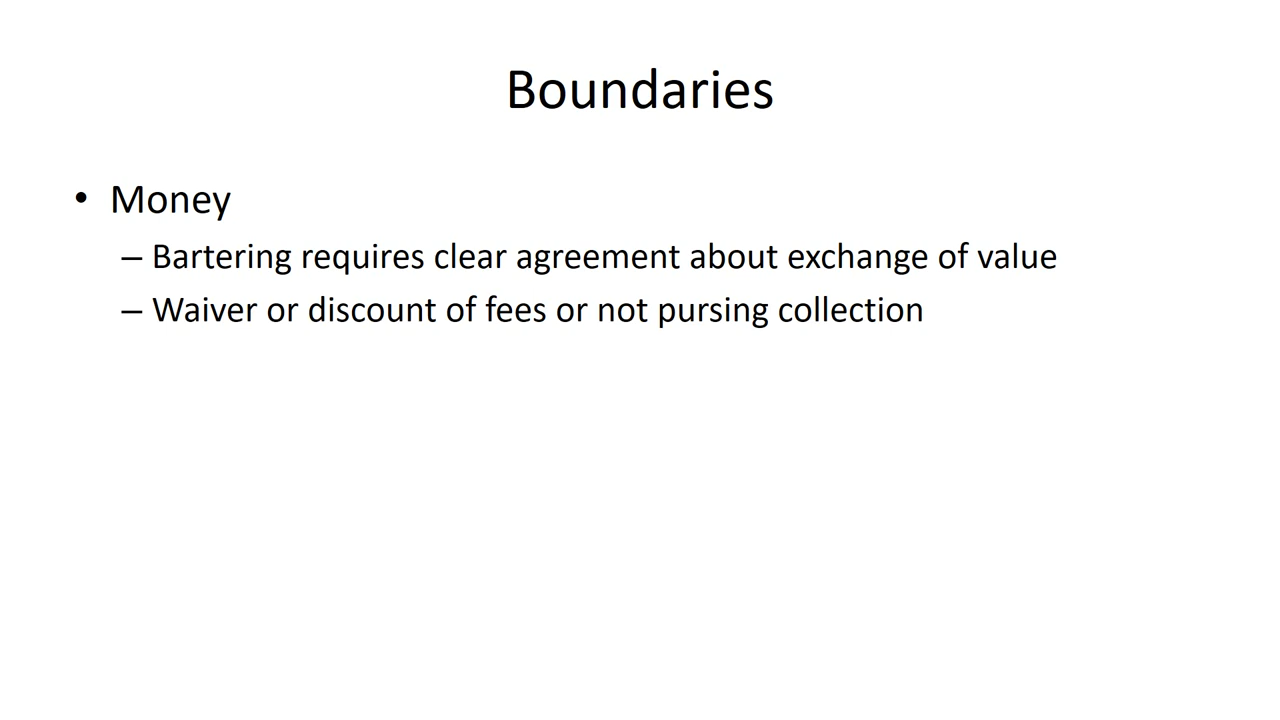 Boundaries
• Money
– Bartering requires clear agreement about exchange of value
– Waiver or discount of fees or not pursing collection